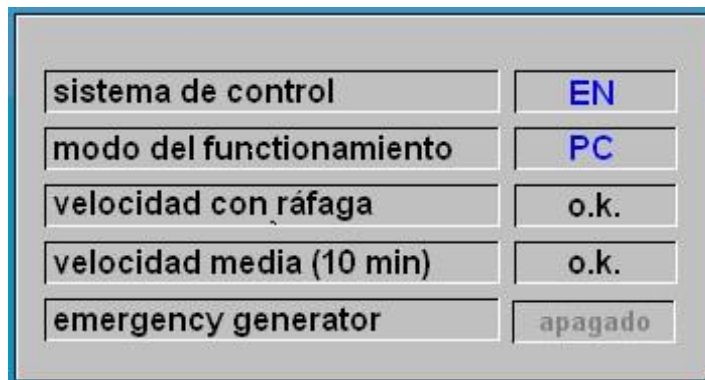 sistema de control EN
modo del functionamiento PC
velocidad con ráfaga o.k.
velocidad media (10 min) o.k.
emergency generator apagado